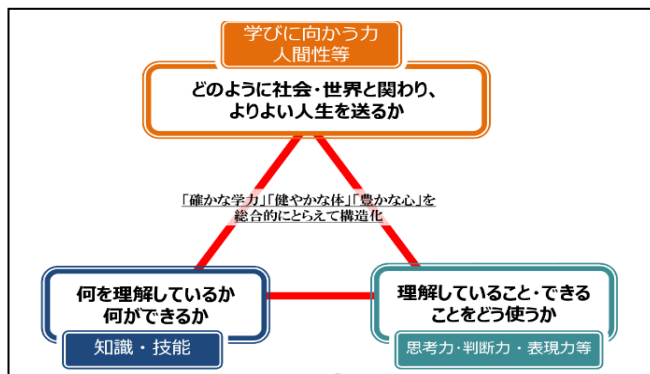 学びに向かう力
人間性等
どのように社会・世界と関わり、
よりよい人生を送るか
「確かな学力」「健やかな体」「豊かな心」を
総合的にとらえて構造化
何を理解しているか
何ができるか
知識・技能
理解していること・できる
ことをどう使うか
思考力・判断力・表現力等